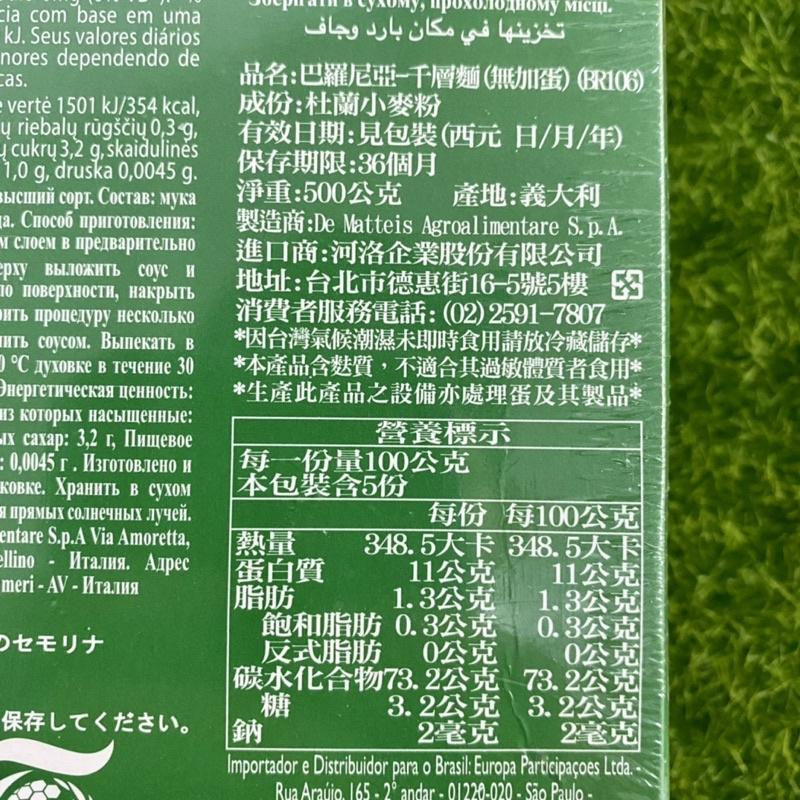 cia com base em uma
kJ. Seus valores diários
nores dependendo de
cas.
vertė 1501 kJ/354 kcal,
ų riebalų rūgščių 0,3 g,
ų cukrų 3,2 g, skaidulinės
1,0 g, druska 0,0045 g.
высший сорт. Состав: мука
да. Способ приготовления:
м слоем в предварительно
ерху выложить соус и
по поверхности, накрыть
рить процедуру несколько
лить соусом. Выпекать в
0 °C духовке в течение 30
Энергетическая ценность:
из которых насыщенные:
ых сахар: 3,2 г, Пищевое
: 0,0045 г . Изготовлено и
ковке. Хранить в сухом
я прямых солнечных лучей.
entare S.p.A Via Amoretta,
ellino - Италия. Адрес
meri - AV - Италия
のセモリナ
保存してください。
Зберігати в сухому, прохолодному місці.
تخزينها في مكان بارد وجاف
品名:巴羅尼亞-千層麵(無加蛋)(BR106)
成份:杜蘭小麥粉
有效日期:見包裝(西元 日/月/年)
保存期限:36個月
淨重:500公克 產地:義大利
製造商:De Matteis Agroalimentare S.p.A.
進口商:河洛企業股份有限公司
地址:台北市德惠街16-5號5樓
消費者服務電話:(02)2591-7807
*因台灣氣候潮濕未即時食用請放冷藏儲存*
*本產品含麩質,不適合其過敏體質者食用*
*生產此產品之設備亦處理蛋及其製品*
營養標示
每一份量100公克
本包裝含5份
每份 每100公克
熱量 348.5大卡 348.5大卡
蛋白質 11公克 11公克
脂肪 1.3公克 1.3公克
飽和脂肪 0.3公克 0.3公克
反式脂肪 0公克 0公克
碳水化合物73.2公克 73.2公克
糖 3.2公克 3.2公克
鈉 2毫克 2毫克
Importador e Distribuidor para o Brasil: Europa Participaçoes Ltda. -
Rua Araújo, 165 - 2° andar - 01220-020 - São Paulo -